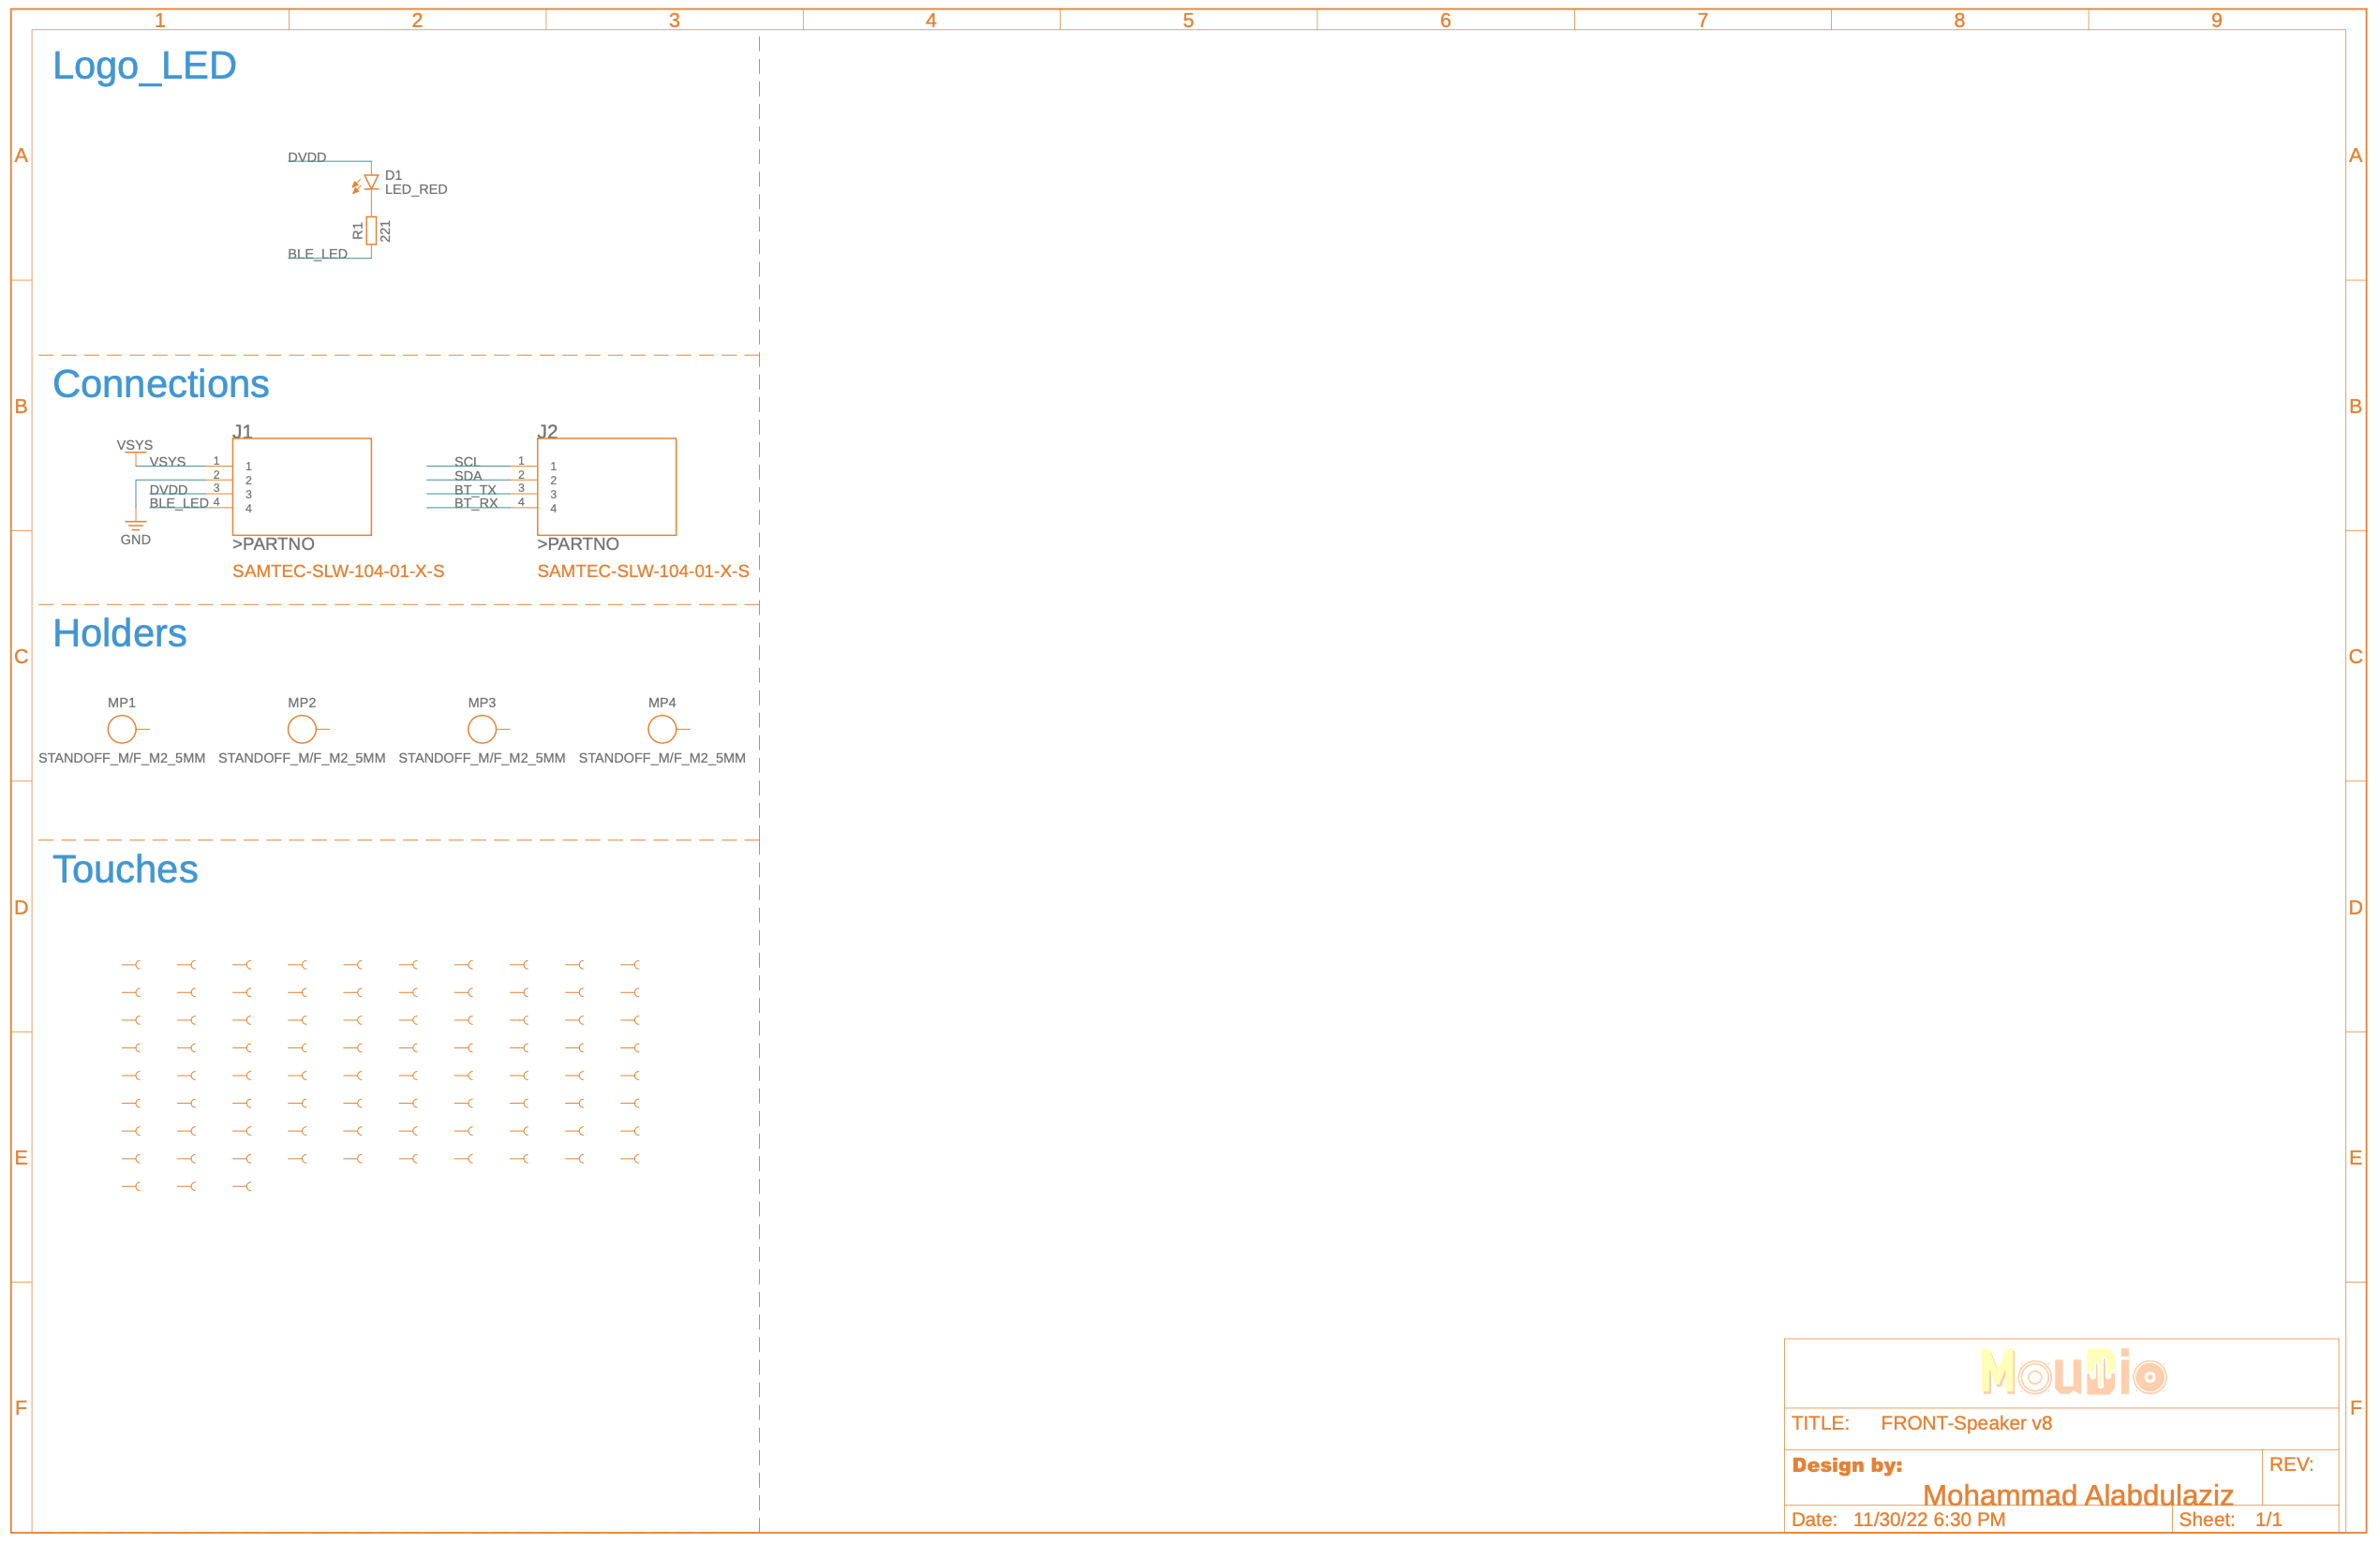 1 2 3 4 5 6 7 8 9
Logo_LED
A A
DVDD
D1
LED_RED
R1
221
BLE_LED
Connections
B B
J1 J2
VSYS
VSYS 1 1
2 2
DVDD 3 3
BLE_LED 4 4
GND
SCL 1 1
SDA 2 2
BT_TX 3 3
BT_RX 4 4
>PARTNO >PARTNO
SAMTEC-SLW-104-01-X-S SAMTEC-SLW-104-01-X-S
Holders
C C
MP1 MP2 MP3 MP4
STANDOFF_M/F_M2_5MM STANDOFF_M/F_M2_5MM STANDOFF_M/F_M2_5MM STANDOFF_M/F_M2_5MM
Touches
D D
E E
F F
MouDio
TITLE: FRONT-Speaker v8
Design by: REV:
Mohammad Alabdulaziz
Date: 11/30/22 6:30 PM Sheet: 1/1